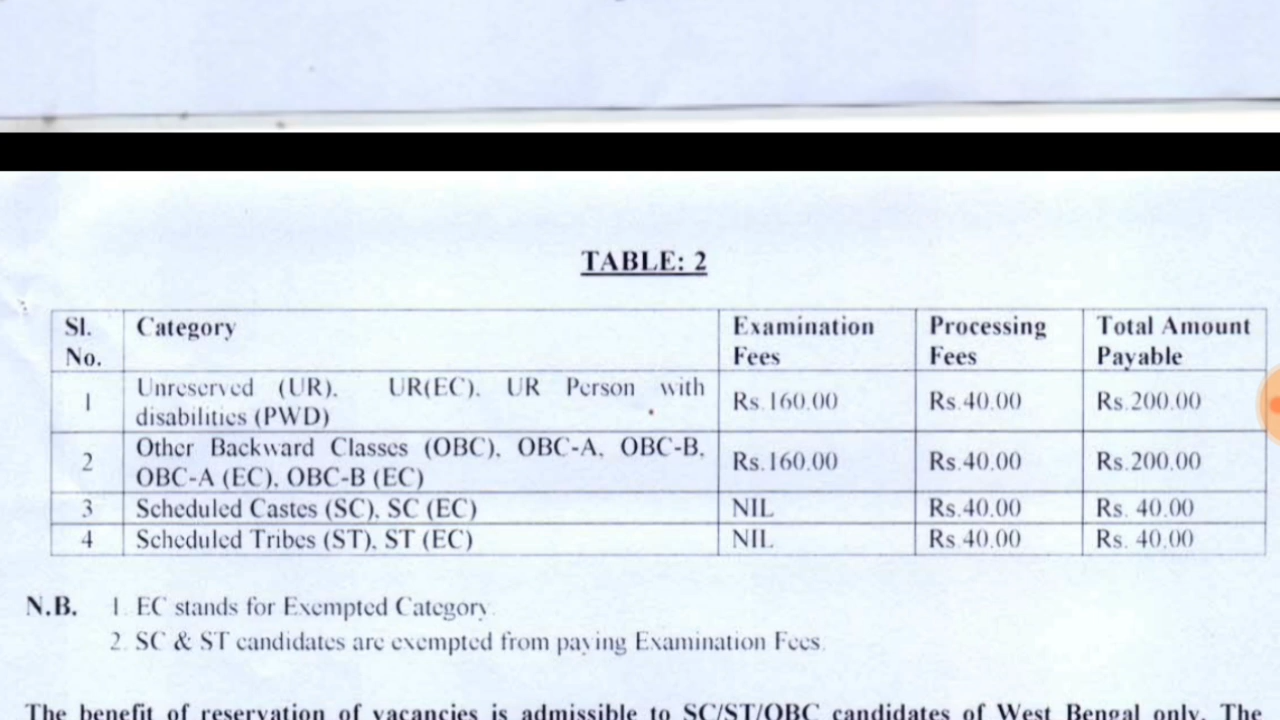 TABLE: 2
Sl. No. Category Examination Fees Processing Fees Total Amount Payable
1 Unreserved (UR), UR(EC), UR Person with disabilities (PWD) Rs.160.00 Rs.40.00 Rs.200.00
2 Other Backward Classes (OBC), OBC-A, OBC-B, OBC-A (EC), OBC-B (EC) Rs.160.00 Rs.40.00 Rs.200.00
3 Scheduled Castes (SC), SC (EC) NIL Rs.40.00 Rs. 40.00
4 Scheduled Tribes (ST), ST (EC) NIL Rs.40.00 Rs. 40.00
N.B. 1. EC stands for Exempted Category.
2. SC & ST candidates are exempted from paying Examination Fees.
The benefit of reservation of vacancies is admissible to SC/ST/OBC candidates of West Bengal only. The